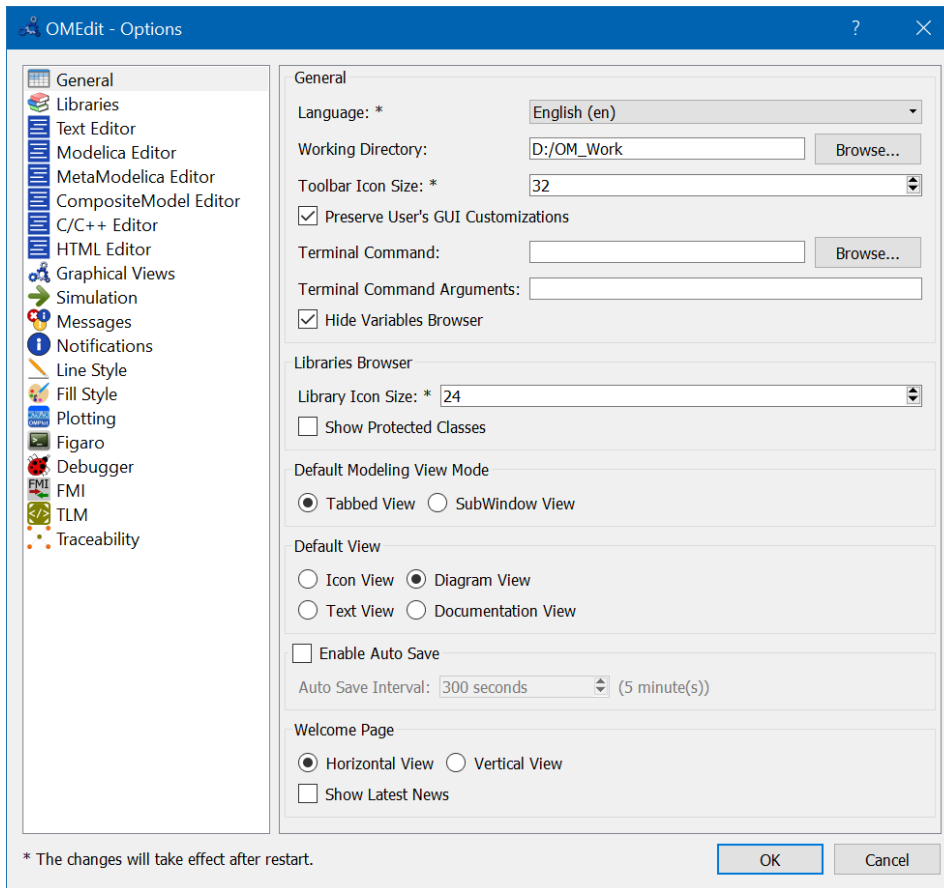 OMEdit - Options
General
Libraries
Text Editor
Modelica Editor
MetaModelica Editor
CompositeModel Editor
C/C++ Editor
HTML Editor
Graphical Views
Simulation
Messages
Notifications
Line Style
Fill Style
Plotting
Figaro
Debugger
FMI FMI
TLM
Traceability
General
Language: * English (en)
Working Directory: D:/OM_Work Browse...
Toolbar Icon Size: * 32
Preserve User's GUI Customizations
Terminal Command: Browse...
Terminal Command Arguments:
Hide Variables Browser
Libraries Browser
Library Icon Size: * 24
Show Protected Classes
Default Modeling View Mode
Tabbed View SubWindow View
Default View
Icon View Diagram View
Text View Documentation View
Enable Auto Save
Auto Save Interval: 300 seconds (5 minute(s))
Welcome Page
Horizontal View Vertical View
Show Latest News
* The changes will take effect after restart.
OK Cancel